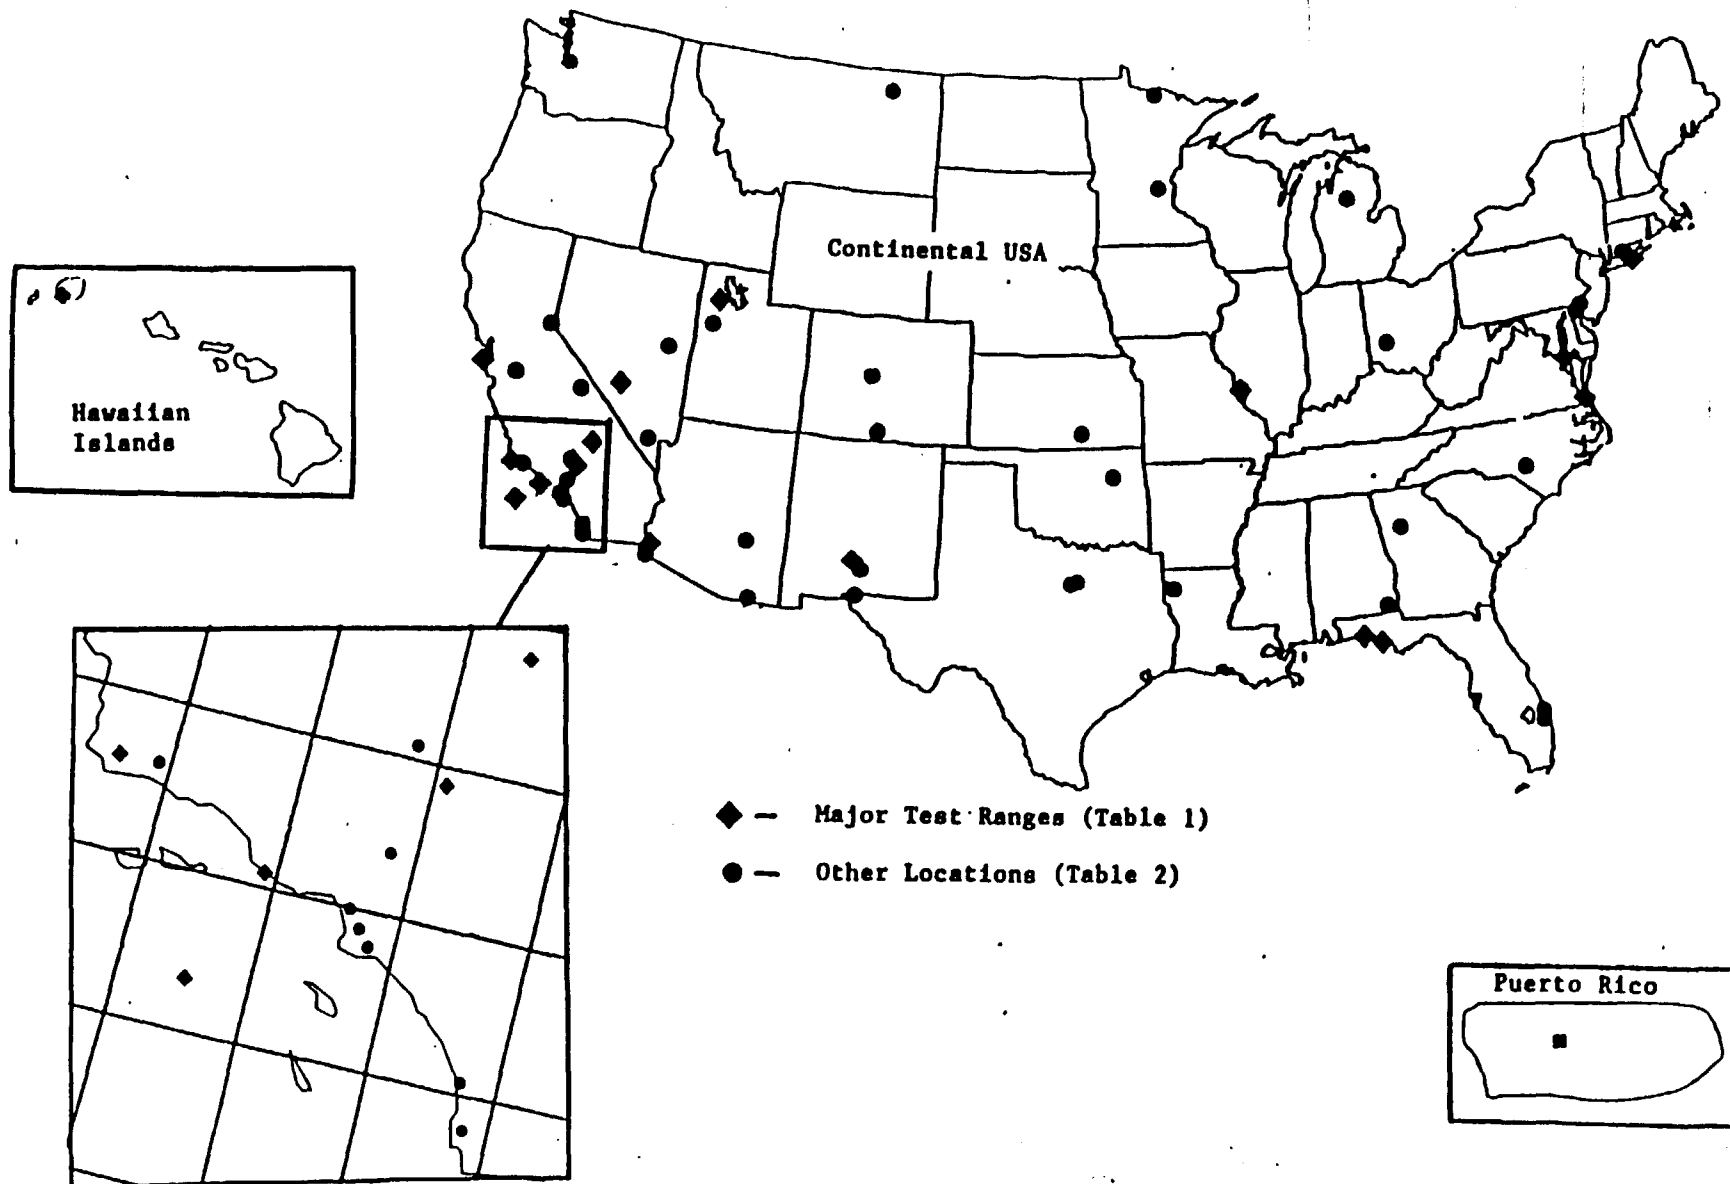 Continental USA
Hawaiian
Islands
◆ — Major Test Ranges (Table 1)
● — Other Locations (Table 2)
Puerto Rico